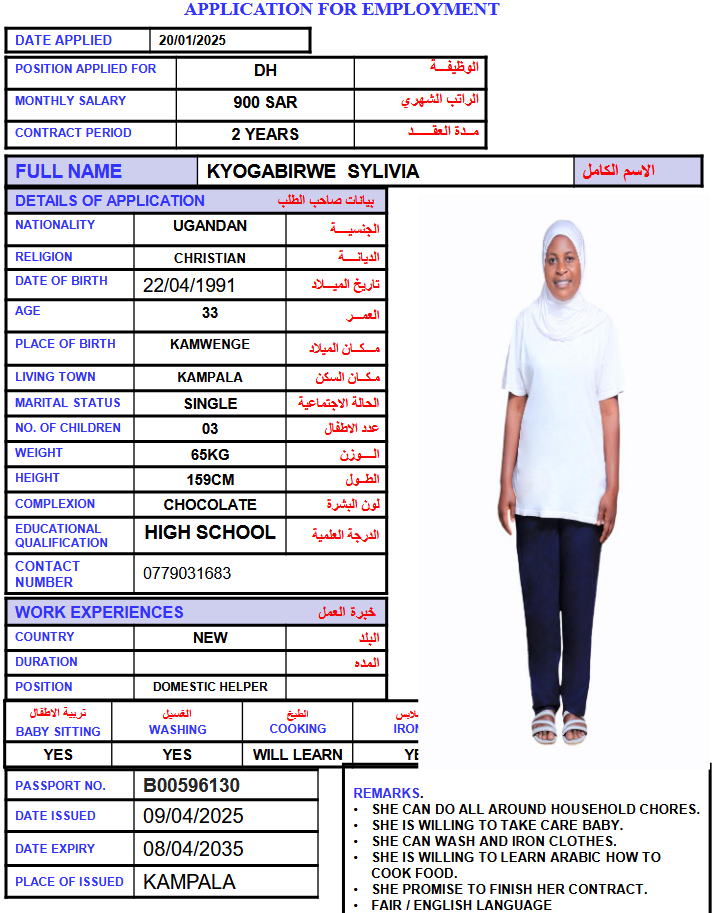 APPLICATION FOR EMPLOYMENT
DATE APPLIED 20/01/2025
POSITION APPLIED FOR DH الوظيفـــة
MONTHLY SALARY 900 SAR الراتب الشهري
CONTRACT PERIOD 2 YEARS مــدة العقــــد
FULL NAME KYOGABIRWE SYLIVIA الاسم الكامل
DETAILS OF APPLICATION بيانات صاحب الطلب
NATIONALITY UGANDAN الجنسيــــة
RELIGION CHRISTIAN الديانــــة
DATE OF BIRTH 22/04/1991 تاريخ الميــلاد
AGE 33 العمــر
PLACE OF BIRTH KAMWENGE مـــكـان الميلاد
LIVING TOWN KAMPALA مـكـان السكن
MARITAL STATUS SINGLE الحالة الاجتماعية
NO. OF CHILDREN 03 عدد الاطفال
WEIGHT 65KG الــــوزن
HEIGHT 159CM الطــول
COMPLEXION CHOCOLATE لون البشرة
EDUCATIONAL QUALIFICATION HIGH SCHOOL الدرجة العلمية
CONTACT NUMBER 0779031683
WORK EXPERIENCES خبرة العمل
COUNTRY NEW البلد
DURATION المده
POSITION DOMESTIC HELPER
تربية الاطفال الغسيل الطبخ
BABY SITTING WASHING COOKING IRON
YES YES WILL LEARN YE
PASSPORT NO. B00596130
DATE ISSUED 09/04/2025
DATE EXPIRY 08/04/2035
PLACE OF ISSUED KAMPALA
REMARKS.
• SHE CAN DO ALL AROUND HOUSEHOLD CHORES.
• SHE IS WILLING TO TAKE CARE BABY.
• SHE CAN WASH AND IRON CLOTHES.
• SHE IS WILLING TO LEARN ARABIC HOW TO
COOK FOOD.
• SHE PROMISE TO FINISH HER CONTRACT.
• FAIR / ENGLISH LANGUAGE